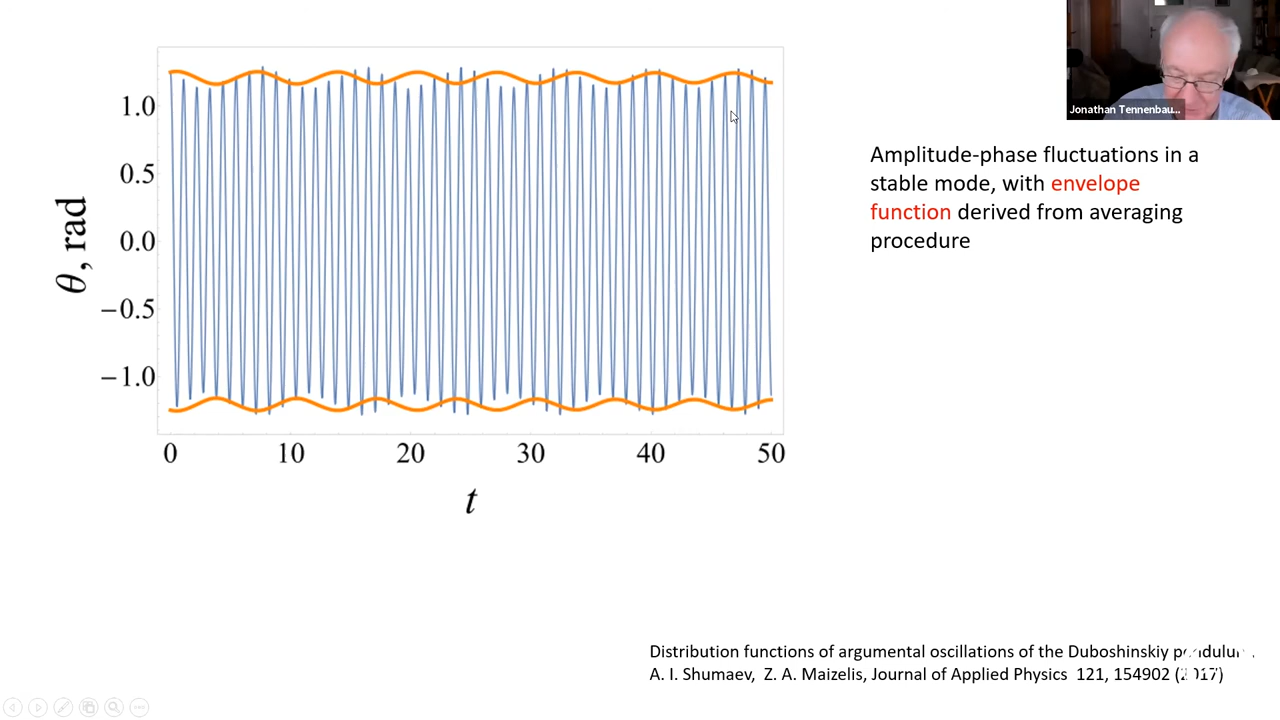 Jonathan Tennenbau...
Amplitude-phase fluctuations in a
stable mode, with envelope
function derived from averaging
procedure
1.0
0.5
0.0
−0.5
−1.0
θ, rad
0 10 20 30 40 50
t
Distribution functions of argumental oscillations of the Duboshinskiy
A. I. Shumaev, Z. A. Maizelis, Journal of Applied Physics 121, 154902 (2017)